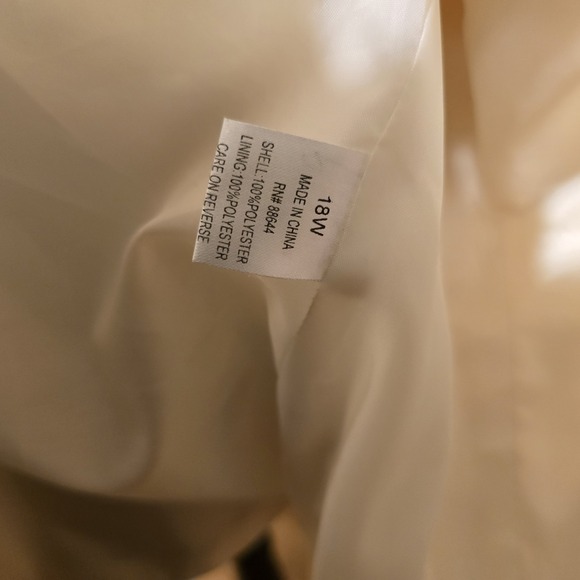 18W
MADE IN CHINA
RN# 88644
SHELL:100%POLYESTER
LINING:100%POLYESTER
CARE ON REVERSE